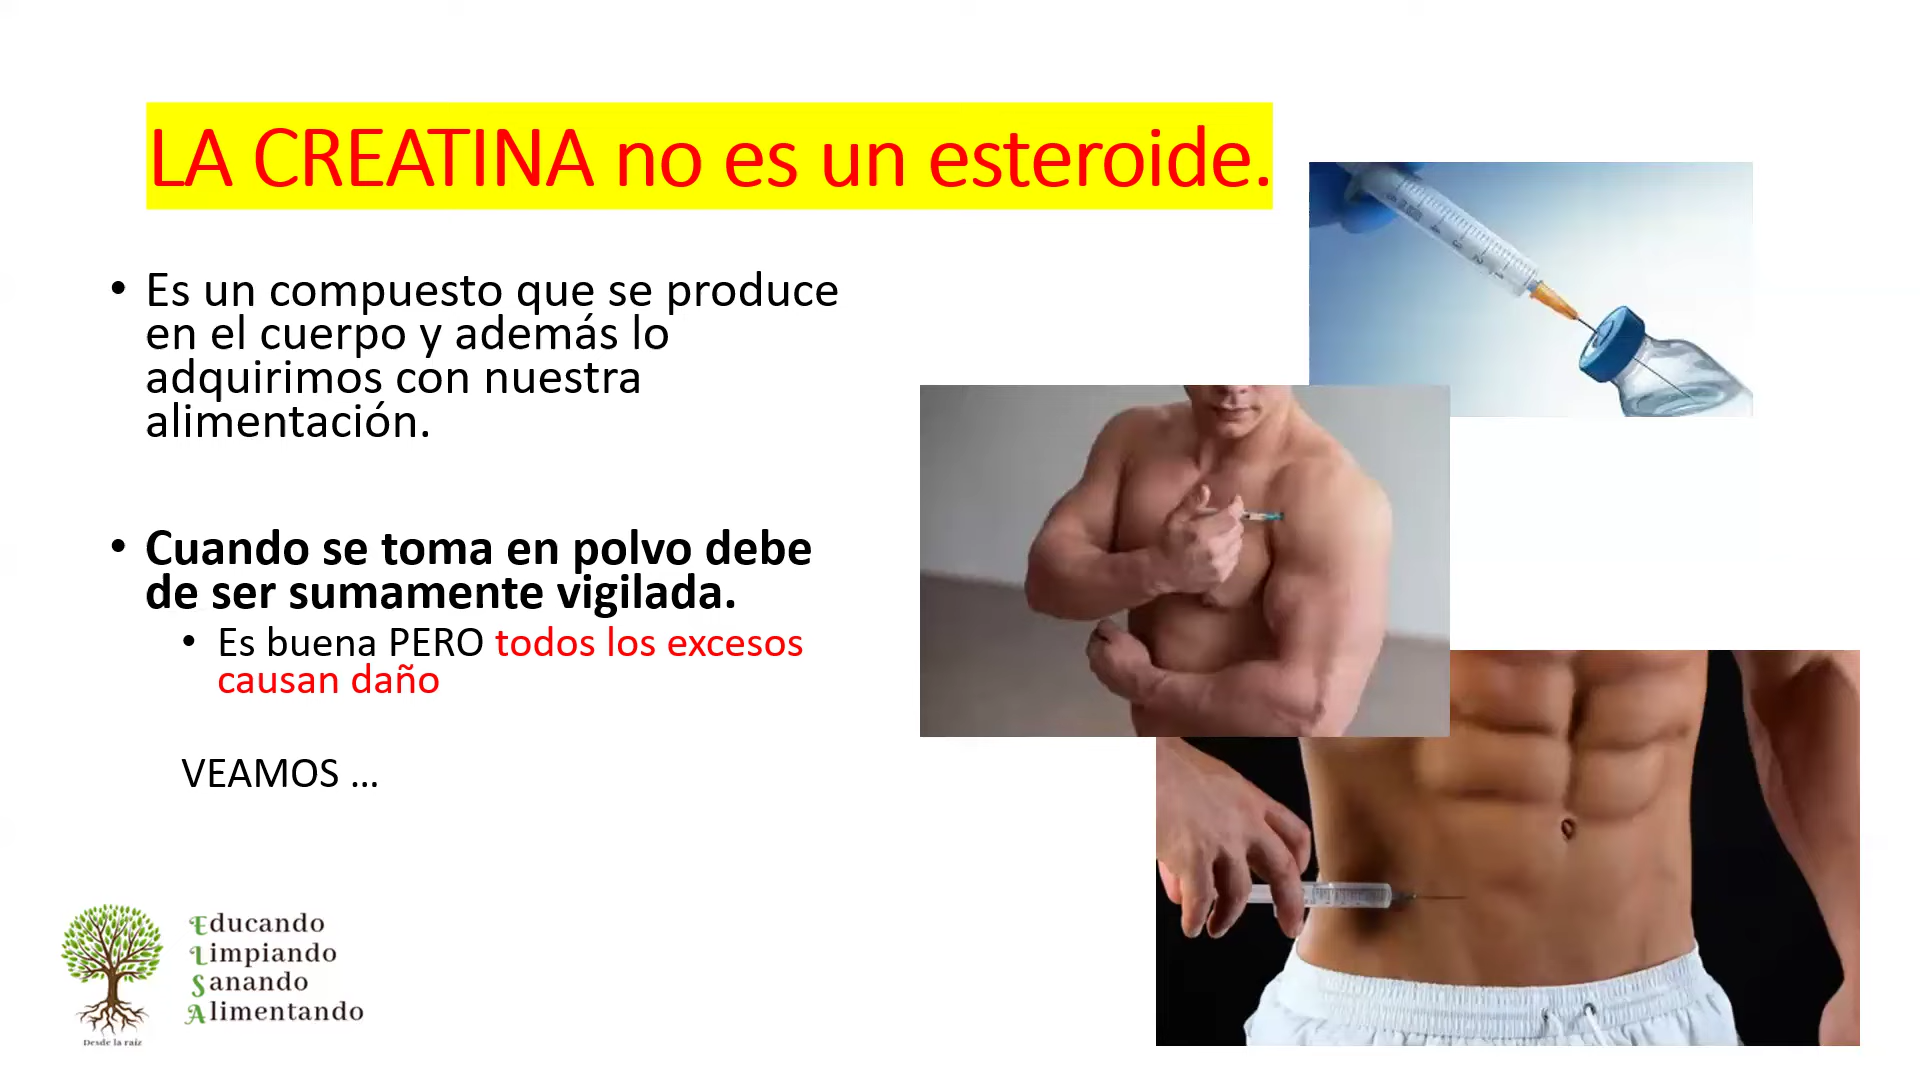 LA CREATINA no es un esteroide.
• Es un compuesto que se produce
en el cuerpo y además lo
adquirimos con nuestra
alimentación.
• Cuando se toma en polvo debe
de ser sumamente vigilada.
• Es buena PERO todos los excesos
causan daño
VEAMOS ...
Educando
Limpiando
Sanando
Alimentando
Desde la raíz